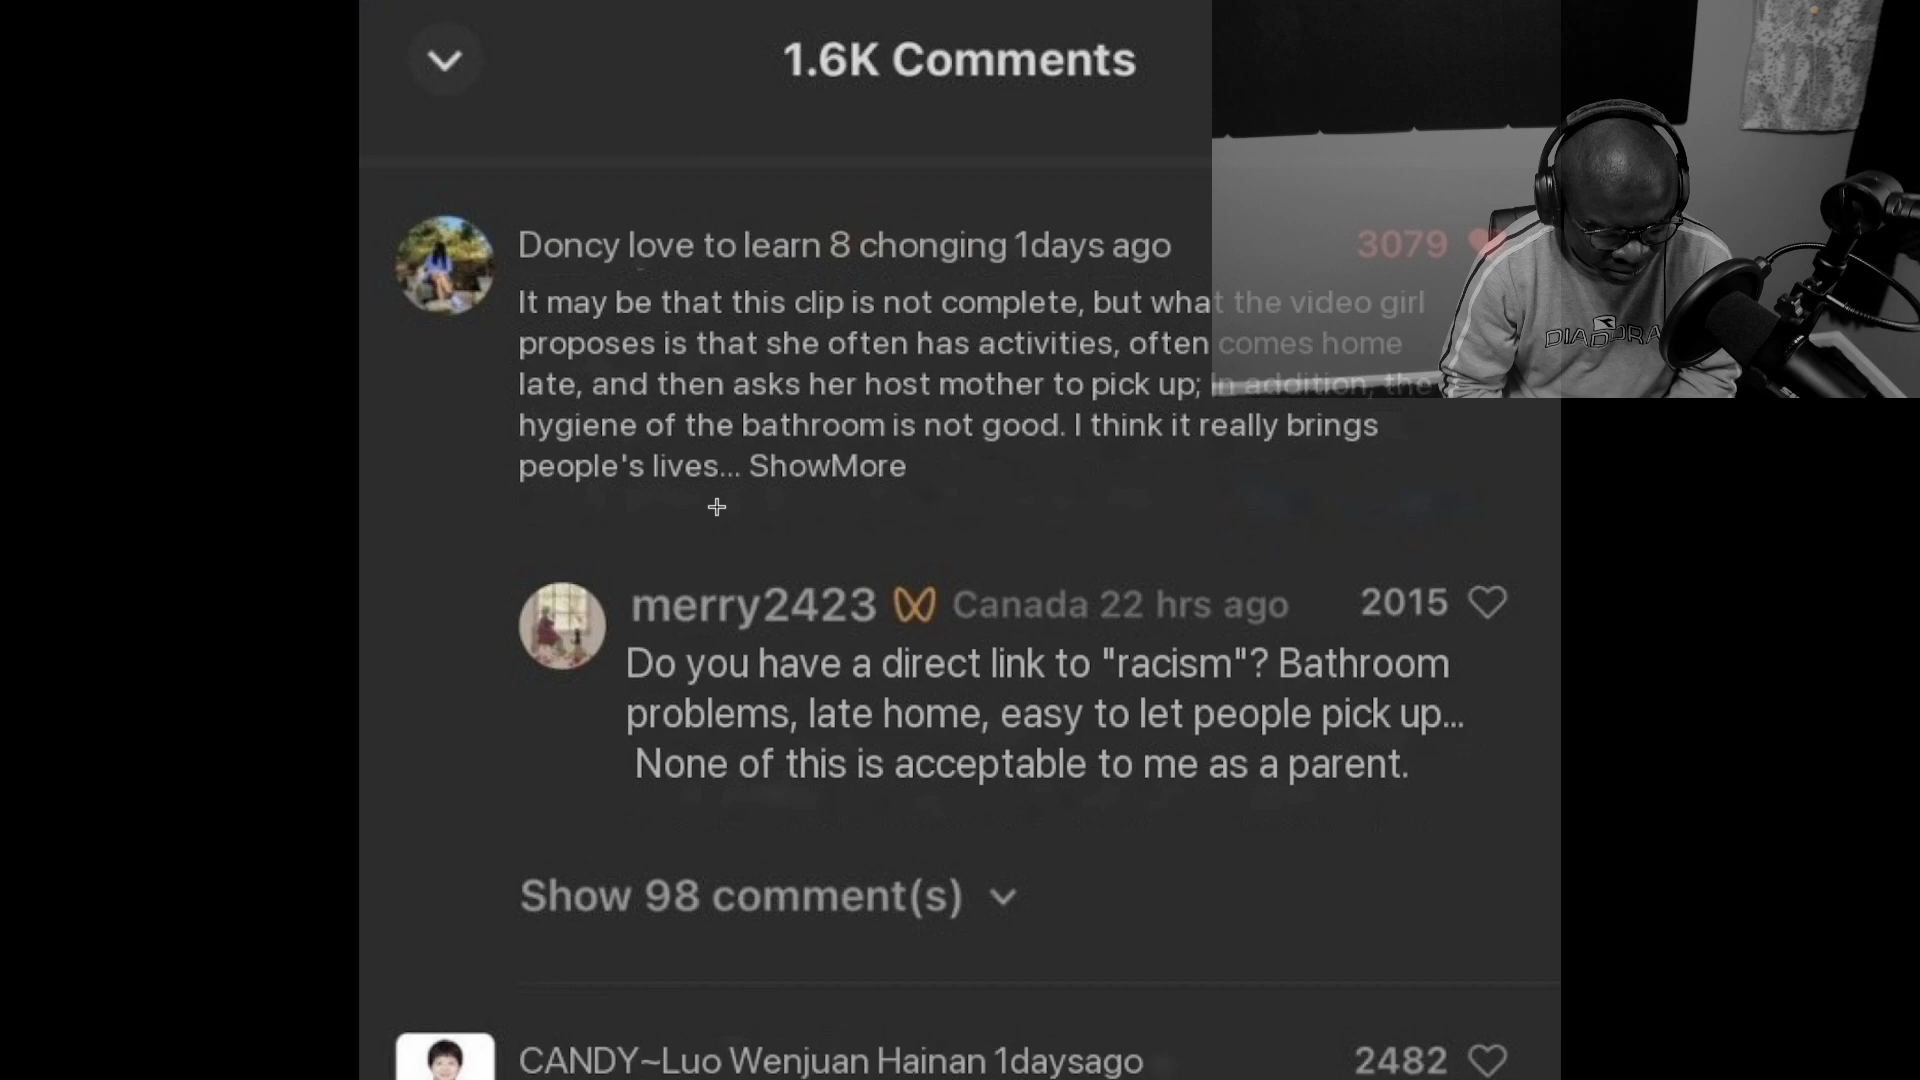 1.6K Comments
Doncy love to learn 8 chonging 1days ago
3079
It may be that this clip is not complete, but what the video girl
proposes is that she often has activities, often comes home
late, and then asks her host mother to pick up; in addition, the
hygiene of the bathroom is not good. I think it really brings
people's lives... ShowMore
merry2423 Canada 22 hrs ago 2015
Do you have a direct link to "racism"? Bathroom
problems, late home, easy to let people pick up...
None of this is acceptable to me as a parent.
Show 98 comment(s)
CANDY~Luo Wenjuan Hainan 1daysago 2482
DIADORA